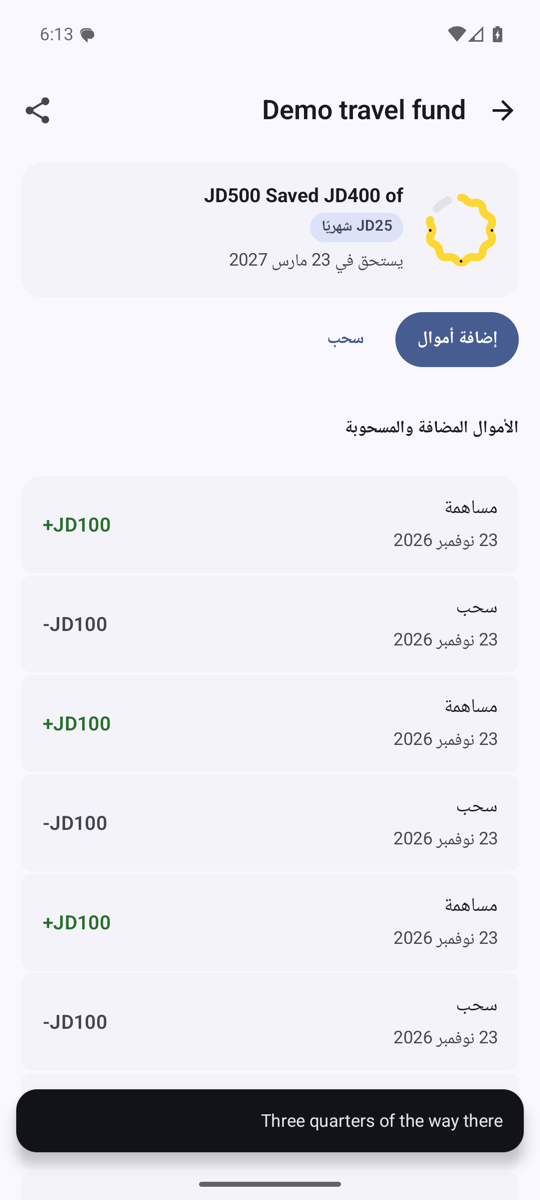 6:13
Demo travel fund
JD500 Saved JD400 of
JD25 شهريًا
يستحق في 23 مارس 2027
إضافة أموال
سحب
الأموال المضافة والمسحوبة
مساهمة
+JD100
23 نوفمبر 2026
سحب
-JD100
23 نوفمبر 2026
مساهمة
+JD100
23 نوفمبر 2026
سحب
-JD100
23 نوفمبر 2026
مساهمة
+JD100
23 نوفمبر 2026
سحب
-JD100
23 نوفمبر 2026
Three quarters of the way there